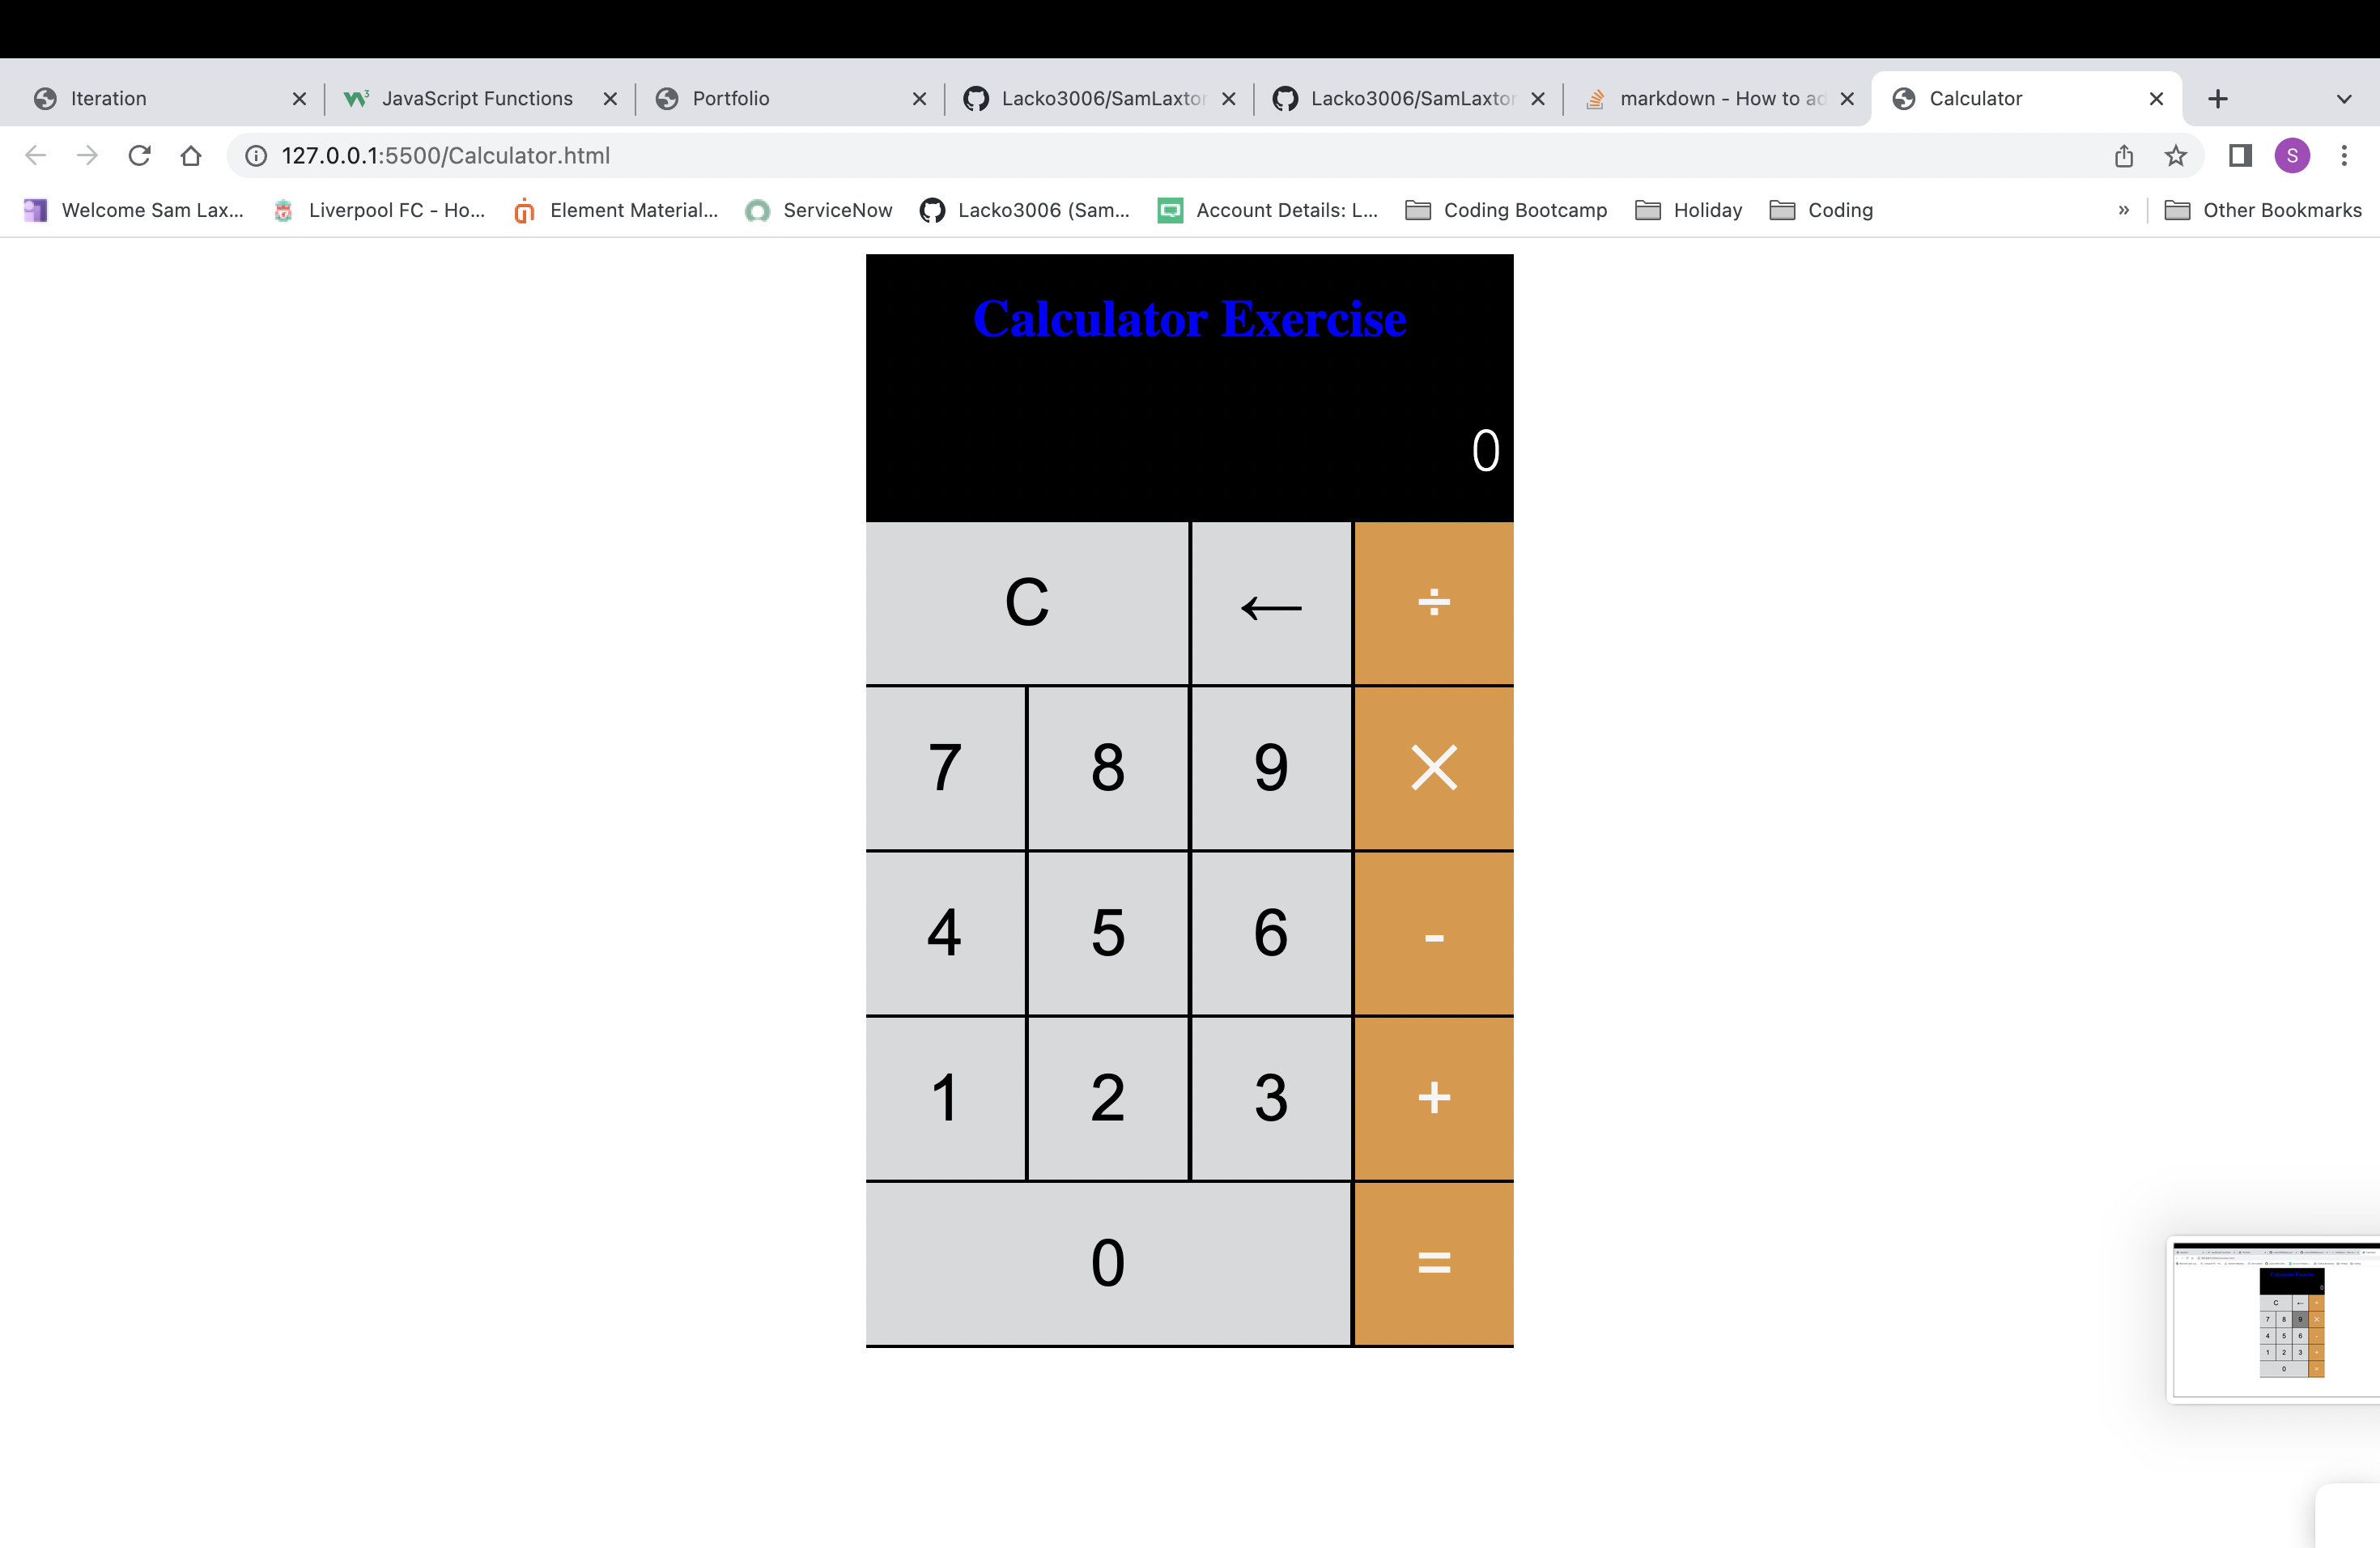 Iteration
JavaScript Functions
Portfolio
Lacko3006/SamLaxto
Lacko3006/SamLaxto
markdown - How to ad
Calculator
127.0.0.1:5500/Calculator.html
S
Welcome Sam Lax...
Liverpool FC - Ho...
Element Material...
ServiceNow
Lacko3006 (Sam...
Account Details: L...
Coding Bootcamp
Holiday
Coding
»
Other Bookmarks
Calculator Exercise
0
C ← ÷
7 8 9 ×
4 5 6 -
1 2 3 +
0 =